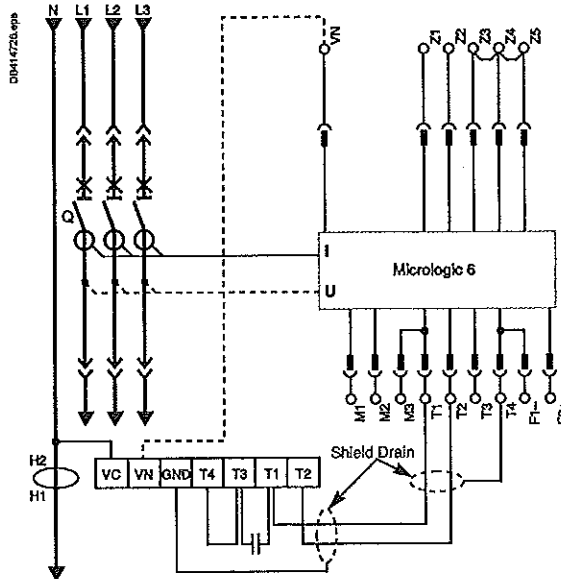 DB414726.eps
N L1 L2 L3
VN Z1 Z2 Z3 Z4 Z5
Q
I
Micrologic 6
U
M1 M2 M3 T1 T2 T3 T4 F1–
Shield Drain
H2
H1
VC VN GND T4 T3 T1 T2